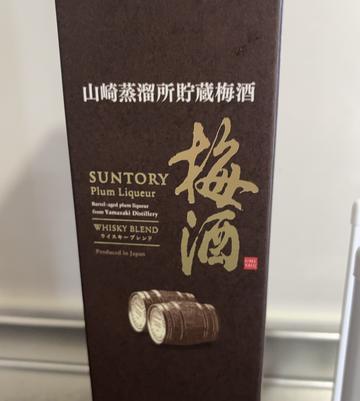 山崎蒸溜所貯蔵梅酒
梅酒
SUNTORY
Plum Liqueur
Barrel-aged plum liqueur
from Yamazaki Distillery
WHISKY BLEND
ウイスキーブレンド
Produced in Japan